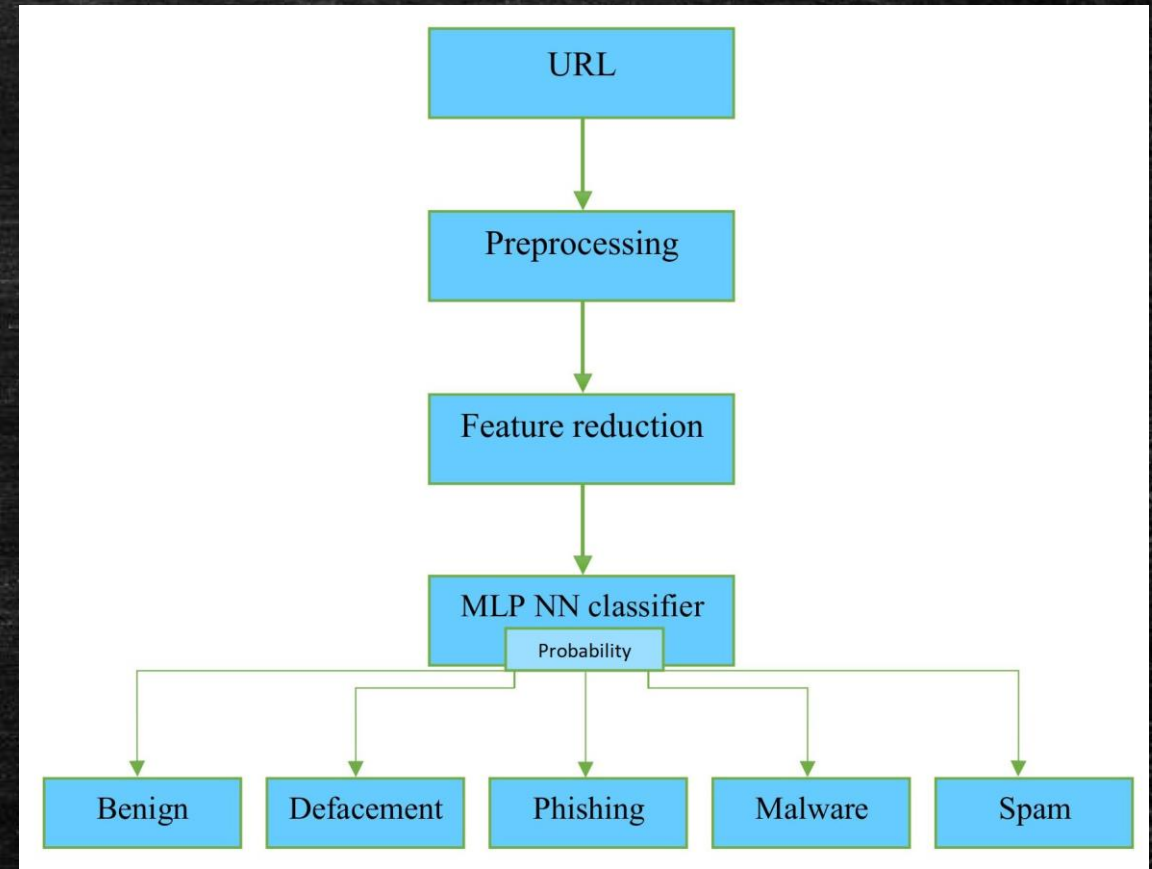 URL
Preprocessing
Feature reduction
MLP NN classifier
Probability
Benign
Defacement
Phishing
Malware
Spam